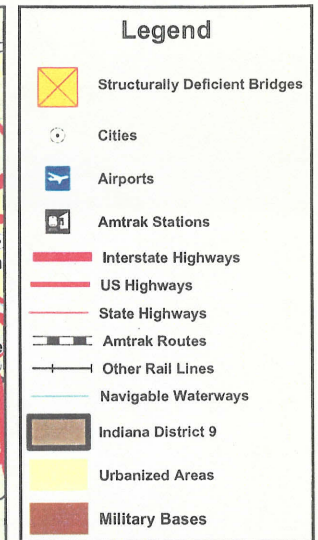 Legend
Structurally Deficient Bridges
Cities
Airports
Amtrak Stations
Interstate Highways
US Highways
State Highways
Amtrak Routes
Other Rail Lines
Navigable Waterways
Indiana District 9
Urbanized Areas
Military Bases